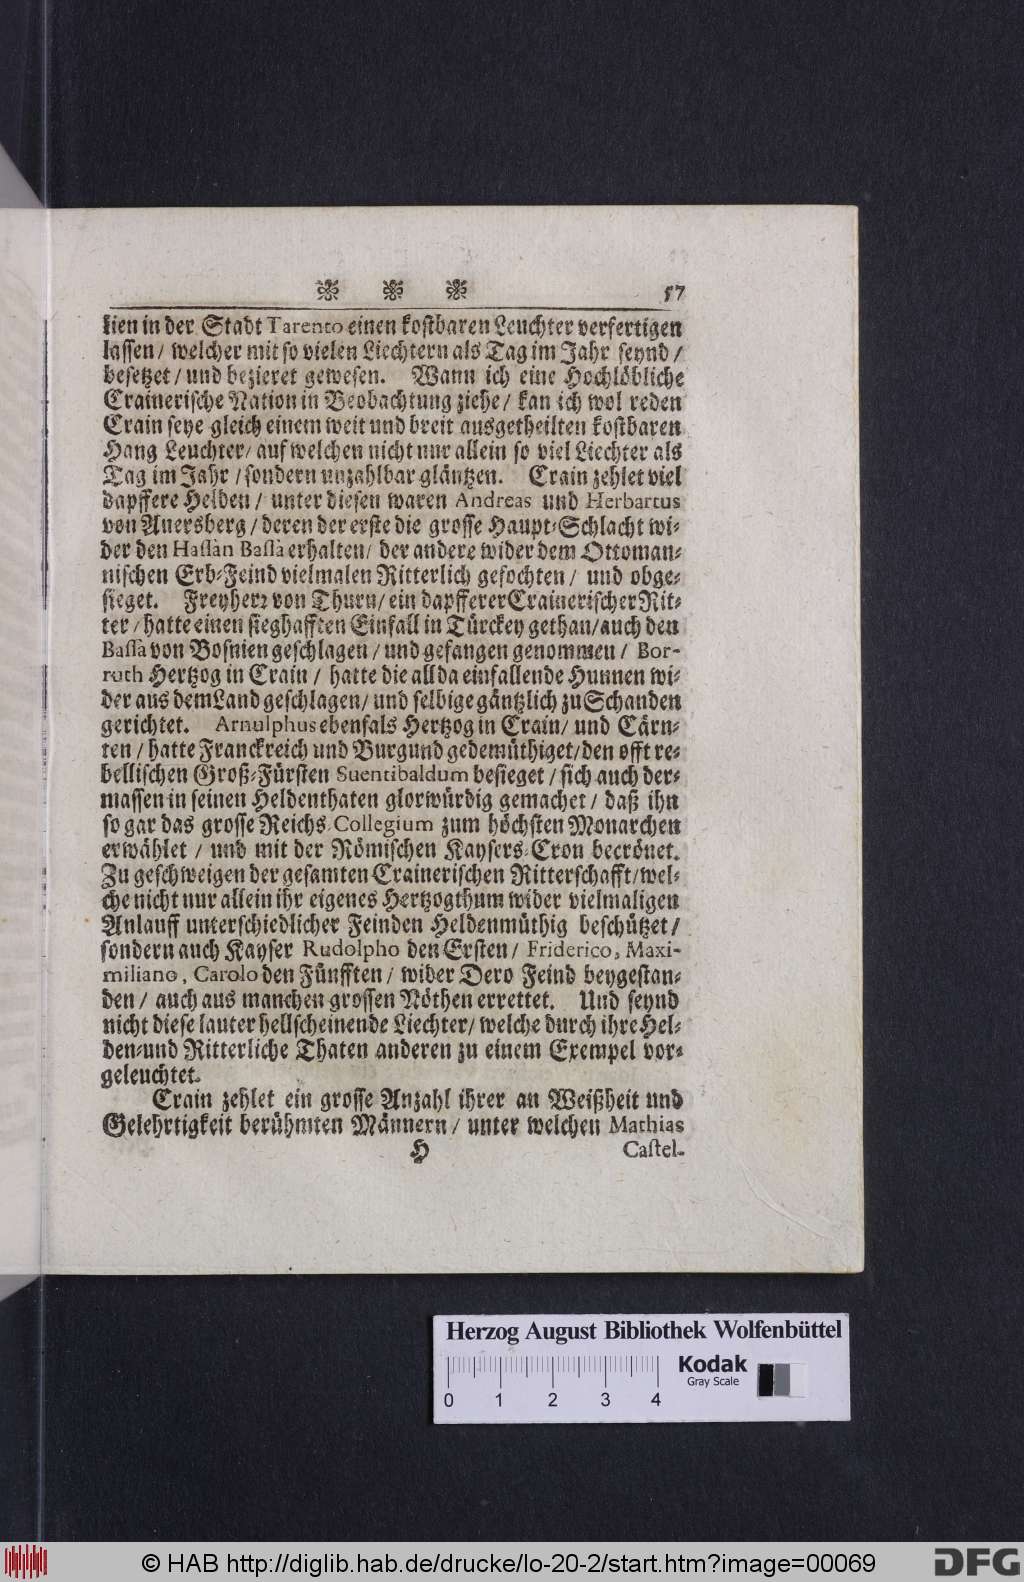 57
lien in der Stadt Tarento einen kostbaren Leuchter verfertigen
lassen / welcher mit so vielen Liechtern als Tag im Jahr seynd /
besetzet / und bezieret gewesen. Wann ich eine Hochlöbliche
Crainerische Nation in Beobachtung ziehe / kan ich wol reden
Crain seye gleich einem weit und breit ausgetheilten kostbaren
Hang Leuchter / auf welchen nicht nur allein so viel Liechter als
Tag im Jahr / sondern unzahlbar gläntzen. Crain zehlet viel
dapffere Helden / unter diesen waren Andreas und Herbartus
von Auersberg / deren der erste die grosse Haupt-Schlacht wi-
der den Hassàn Bassà erhalten / der andere wider dem Ottoman-
nischen Erb-Feind vielmalen Ritterlich gefochten / und obge-
sieget. Freyherr von Thurn / ein dapfferer Crainerischer Rit-
ter / hatte einen sieghafften Einfall in Türckey gethan / auch den
Bassà von Bosnien geschlagen / und gefangen genommen / Bor-
ruth Hertzog in Crain / hatte die allda einfallende Hunnen wi-
der aus dem Land geschlagen / und selbige gäntzlich zu Schanden
gerichtet. Arnulphus ebenfals Hertzog in Crain / und Cärn-
ten / hatte Franckreich und Burgund gedemüthiget / den offt re-
bellischen Groß-Fürsten Suentibaldum besieget / sich auch der-
massen in seinen Heldenthaten glorwürdig gemachet / daß ihn
so gar das grosse Reichs-Collegium zum höchsten Monarchen
erwählet / und mit der Römischen Kaysers-Cron becrönet.
Zu geschweigen der gesamten Crainerischen Ritterschafft / wel-
che nicht nur allein ihr eigenes Hertzogthum wider vielmaligen
Anlauff unterschiedlicher Feinden Heldenmüthig beschützet /
sondern auch Kayser Rudolpho den Ersten / Friderico, Maxi-
miliano, Carolo den Fünfften / wider Dero Feind beygestan-
den / auch aus manchen grossen Nöthen errettet. Und seynd
nicht diese lauter hellscheinende Liechter / welche durch ihre Hel-
den-und Ritterliche Thaten anderen zu einem Exempel vor-
geleuchtet.
Crain zehlet ein grosse Anzahl ihrer an Weißheit und
Gelehrtigkeit berühmten Männern / unter welchen Mathias
H Castel-
Herzog August Bibliothek Wolfenbüttel
Kodak
Gray Scale
0 1 2 3 4
© HAB http://diglib.hab.de/drucke/lo-20-2/start.htm?image=00069
DFG